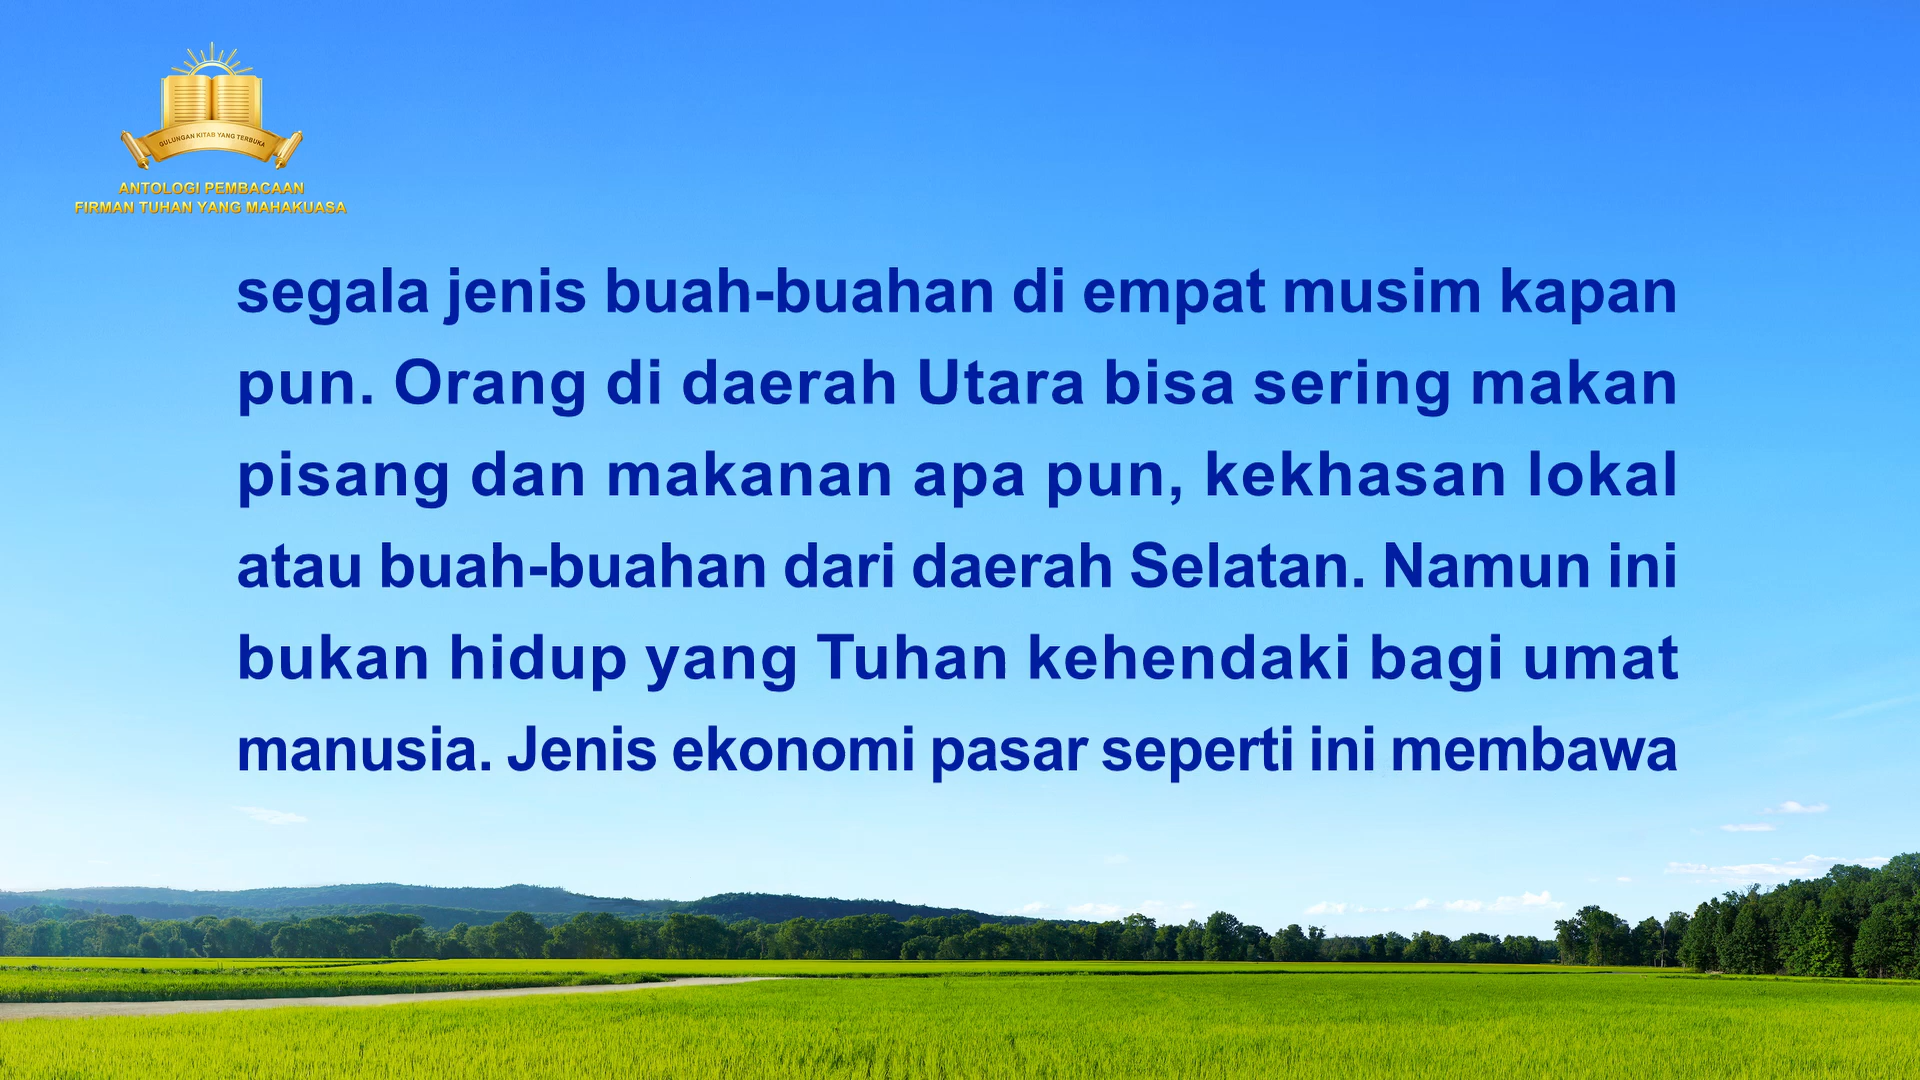 GULUNGAN KITAB YANG TERBUKA
ANTOLOGI PEMBACAAN
FIRMAN TUHAN YANG MAHAKUASA
segala jenis buah-buahan di empat musim kapan
pun. Orang di daerah Utara bisa sering makan
pisang dan makanan apa pun, kekhasan lokal
atau buah-buahan dari daerah Selatan. Namun ini
bukan hidup yang Tuhan kehendaki bagi umat
manusia. Jenis ekonomi pasar seperti ini membawa